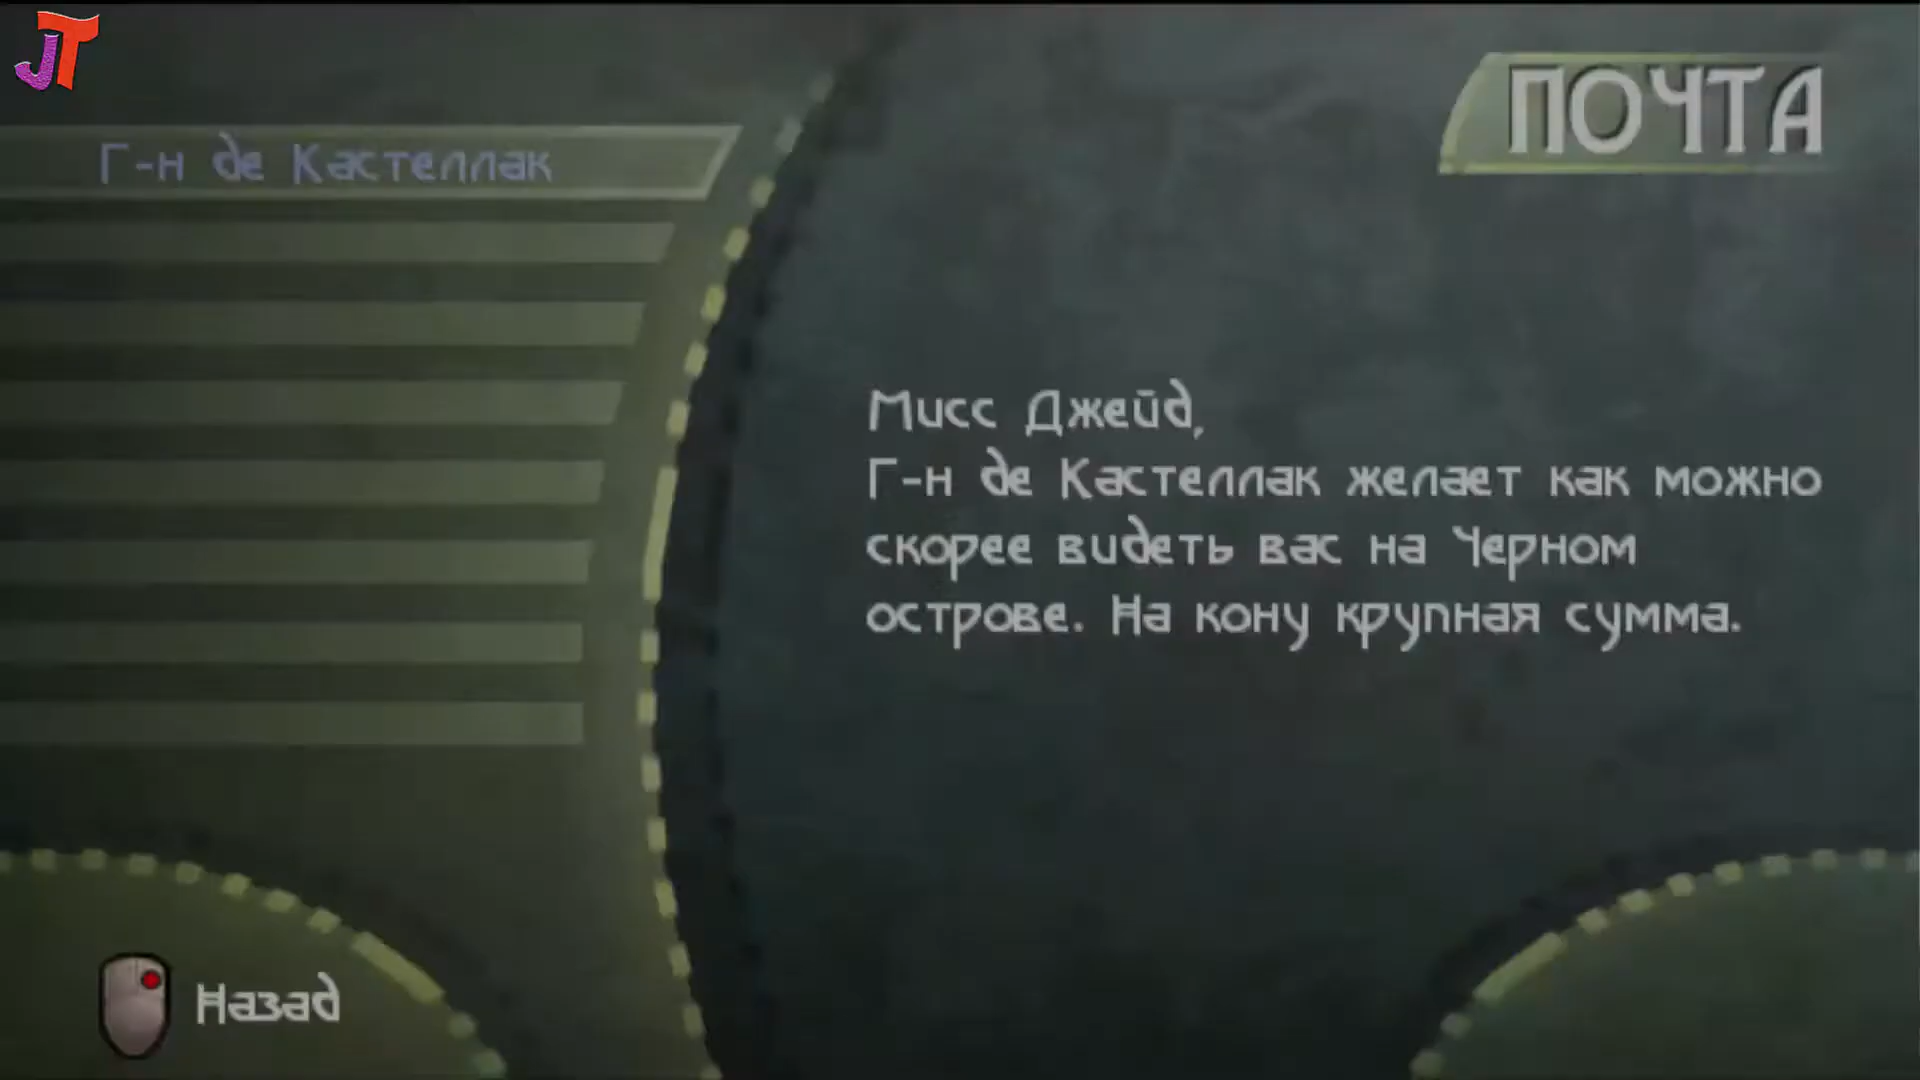 JT
ПОЧТА
Г-н де Кастеллак
Мисс Джейд,
Г-н де Кастеллак желает как можно
скорее видеть вас на Черном
острове. На кону крупная сумма.
Назад